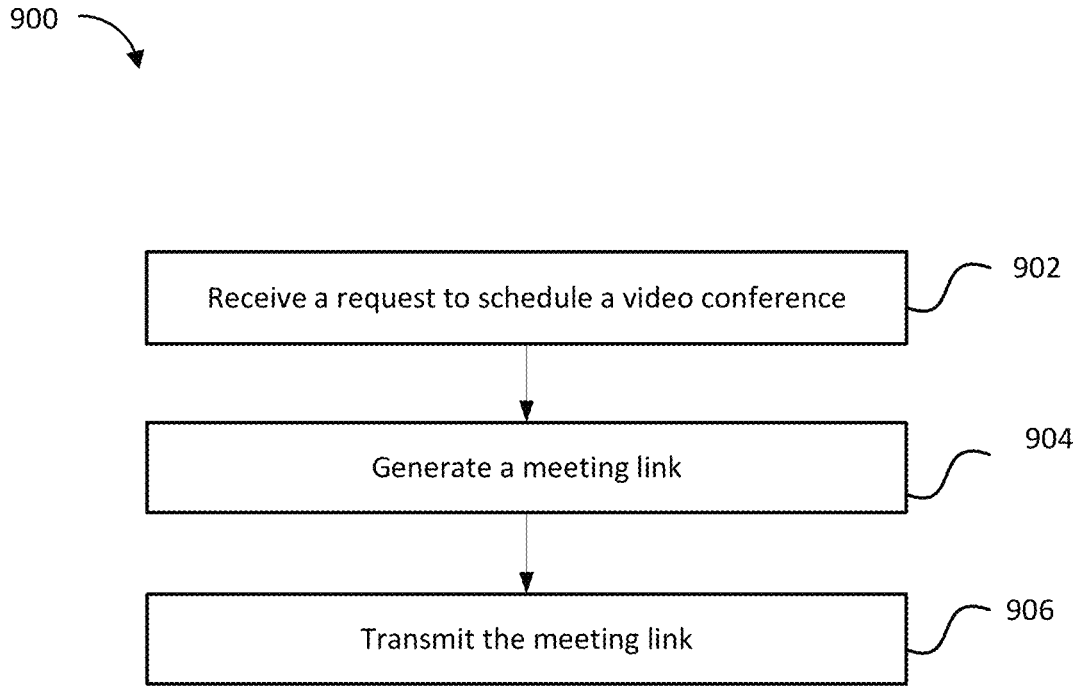 900
Receive a request to schedule a video conference
902
Generate a meeting link
904
Transmit the meeting link
906